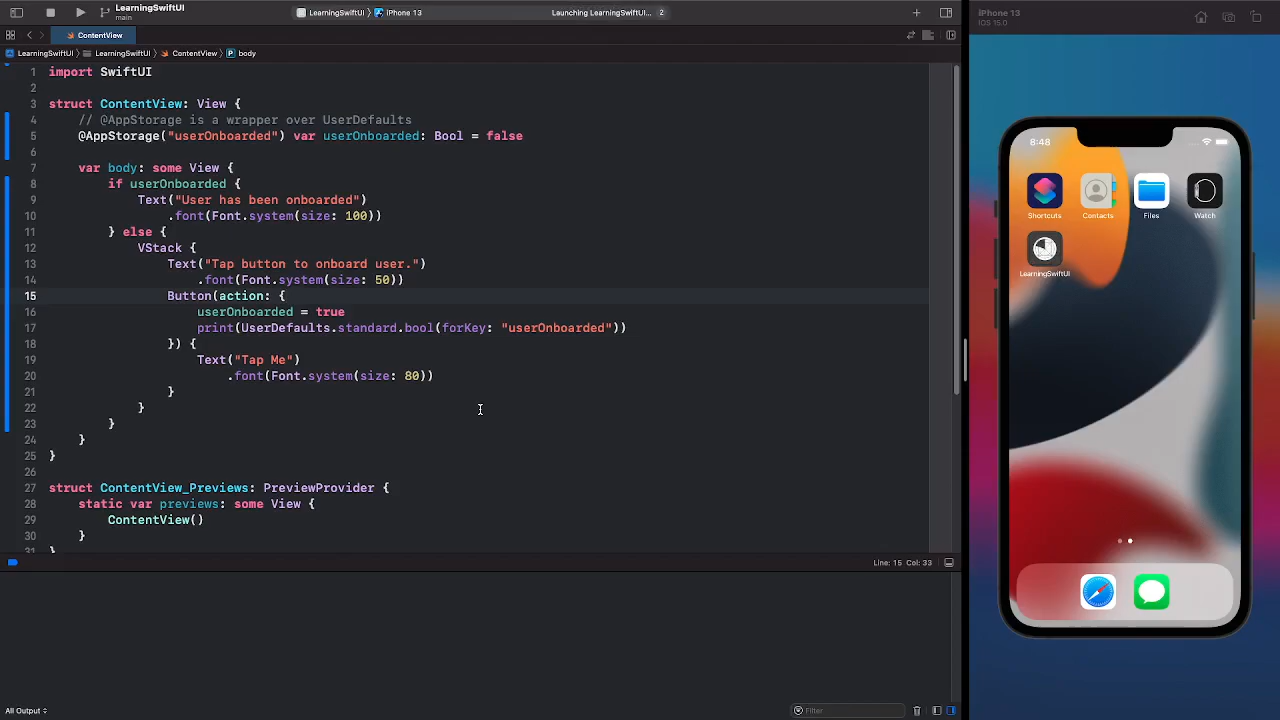 LearningSwiftUI
main
LearningSwiftUI
iPhone 13
Launching LearningSwiftUI...
2
ContentView
LearningSwiftUI
LearningSwiftUI
ContentView
P
body
1 import SwiftUI
2
3 struct ContentView: View {
4 // @AppStorage is a wrapper over UserDefaults
5 @AppStorage("userOnboarded") var userOnboarded: Bool = false
6
7 var body: some View {
8 if userOnboarded {
9 Text("User has been onboarded")
10 .font(Font.system(size: 100))
11 } else {
12 VStack {
13 Text("Tap button to onboard user.")
14 .font(Font.system(size: 50))
15 Button(action: {
16 userOnboarded = true
17 print(UserDefaults.standard.bool(forKey: "userOnboarded"))
18 }) {
19 Text("Tap Me")
20 .font(Font.system(size: 80))
21 }
22 }
23 }
24 }
25 }
26
27 struct ContentView_Previews: PreviewProvider {
28 static var previews: some View {
29 ContentView()
30 }
31 }
Line: 15 Col: 33
All Output
Filter
iPhone 13
iOS 15.0
8:48
Shortcuts
Contacts
Files
Watch
LearningSwiftUI